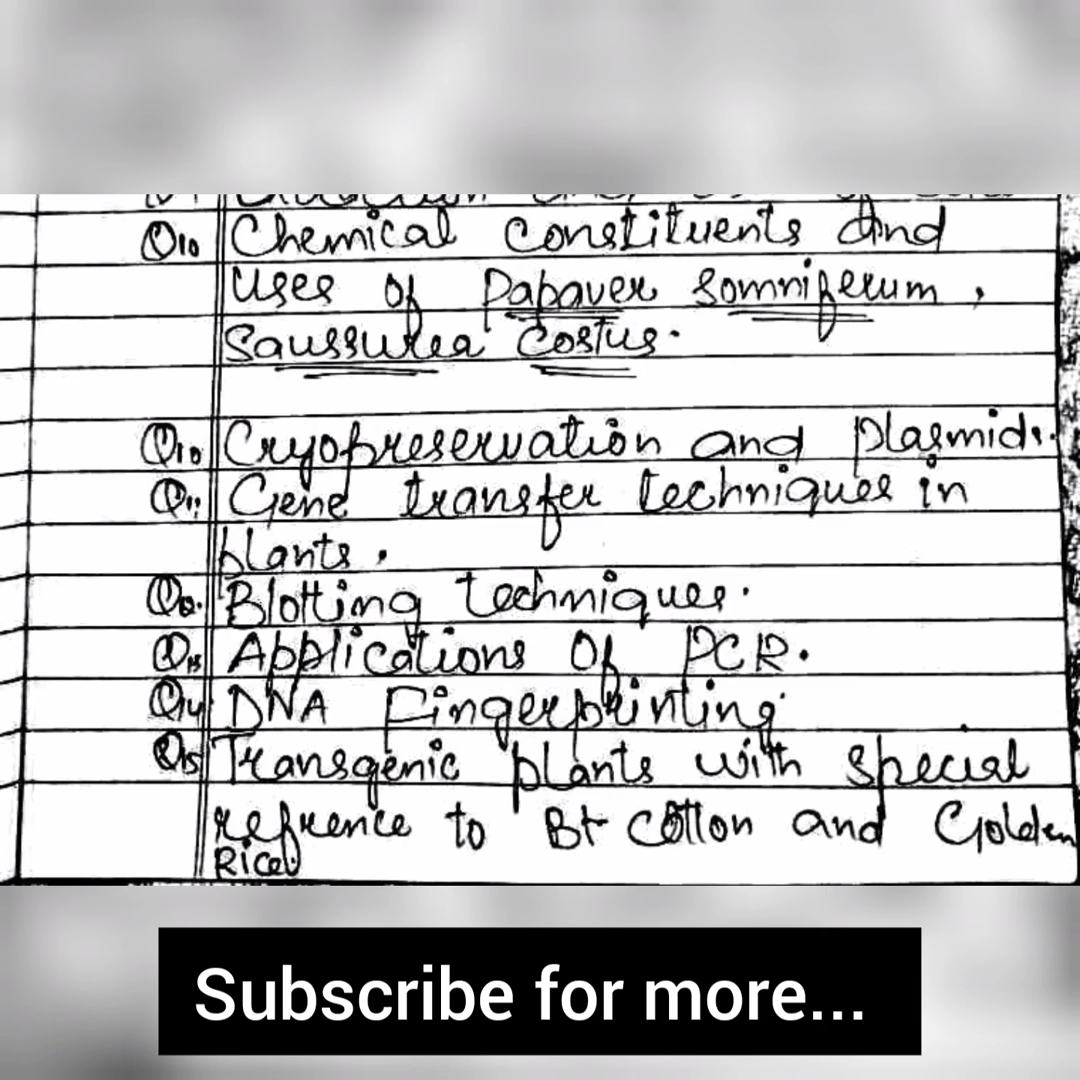 Q10 Chemical constituents and
uses of Papaver somniferum,
Saussurea Costus.
Q10 Cryopreservation and plasmids.
Q11 Gene transfer techniques in
plants.
Q12. Blotting techniques.
Q13 Applications of PCR.
Q14 DNA Fingerprinting
Q15 Transgenic plants with special
refrence to Bt cotton and Golden
Rice
Subscribe for more...